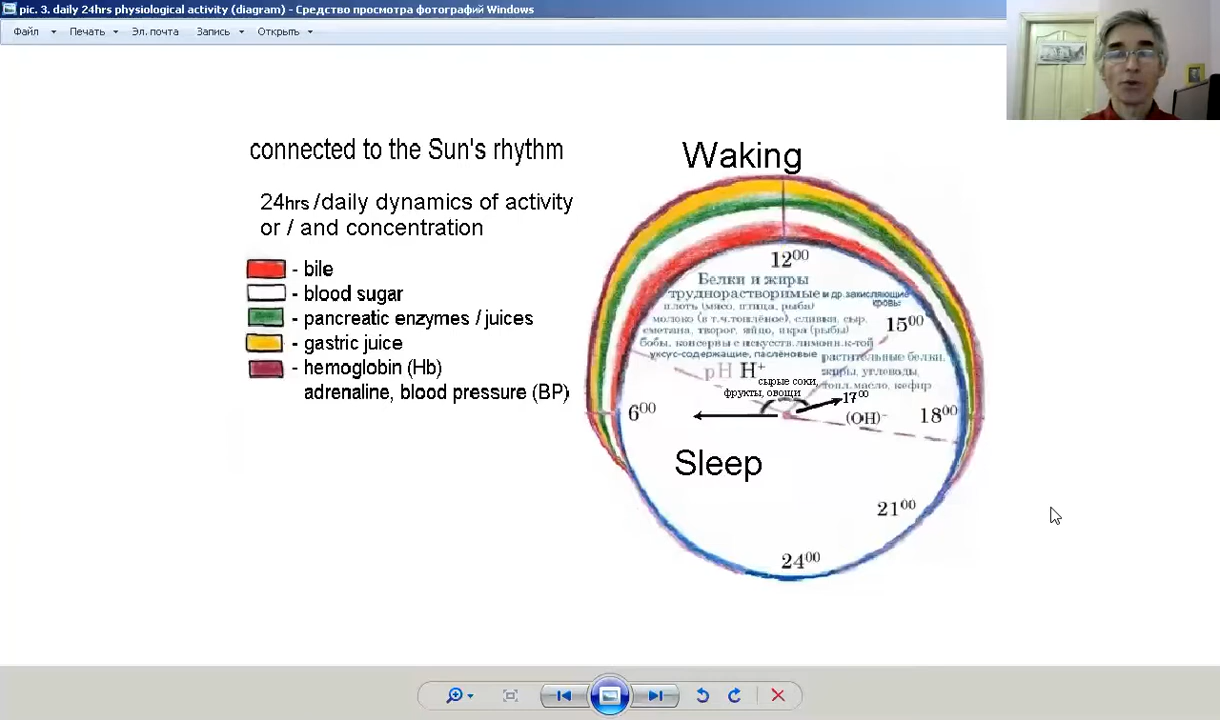 pic. 3. daily 24hrs physiological activity (diagram) - Средство просмотра фотографий Windows
Файл Печать Эл. почта Запись Открыть
connected to the Sun's rhythm
24hrs /daily dynamics of activity
or / and concentration
- bile
- blood sugar
- pancreatic enzymes / juices
- gastric juice
- hemoglobin (Hb)
adrenaline, blood pressure (BP)
Waking
12⁰⁰
Белки и жиры
труднорастворимые и др. закисляющие
кровь:
плоть (мясо, птица, рыба)
молоко (в т.ч. топлёное), сливки, сыр,
сметана, творог, яйцо, икра (рыбы)
бобы, консервы с искусств. лимонн. к-той
уксус-содержащие, паслёновые
15⁰⁰
растительные белки,
жиры, углеводы,
топл. масло, кефир
pH H⁺
сырые соки,
фрукты, овощи
17⁰⁰
6⁰⁰
(OH)⁻
18⁰⁰
Sleep
21⁰⁰
24⁰⁰